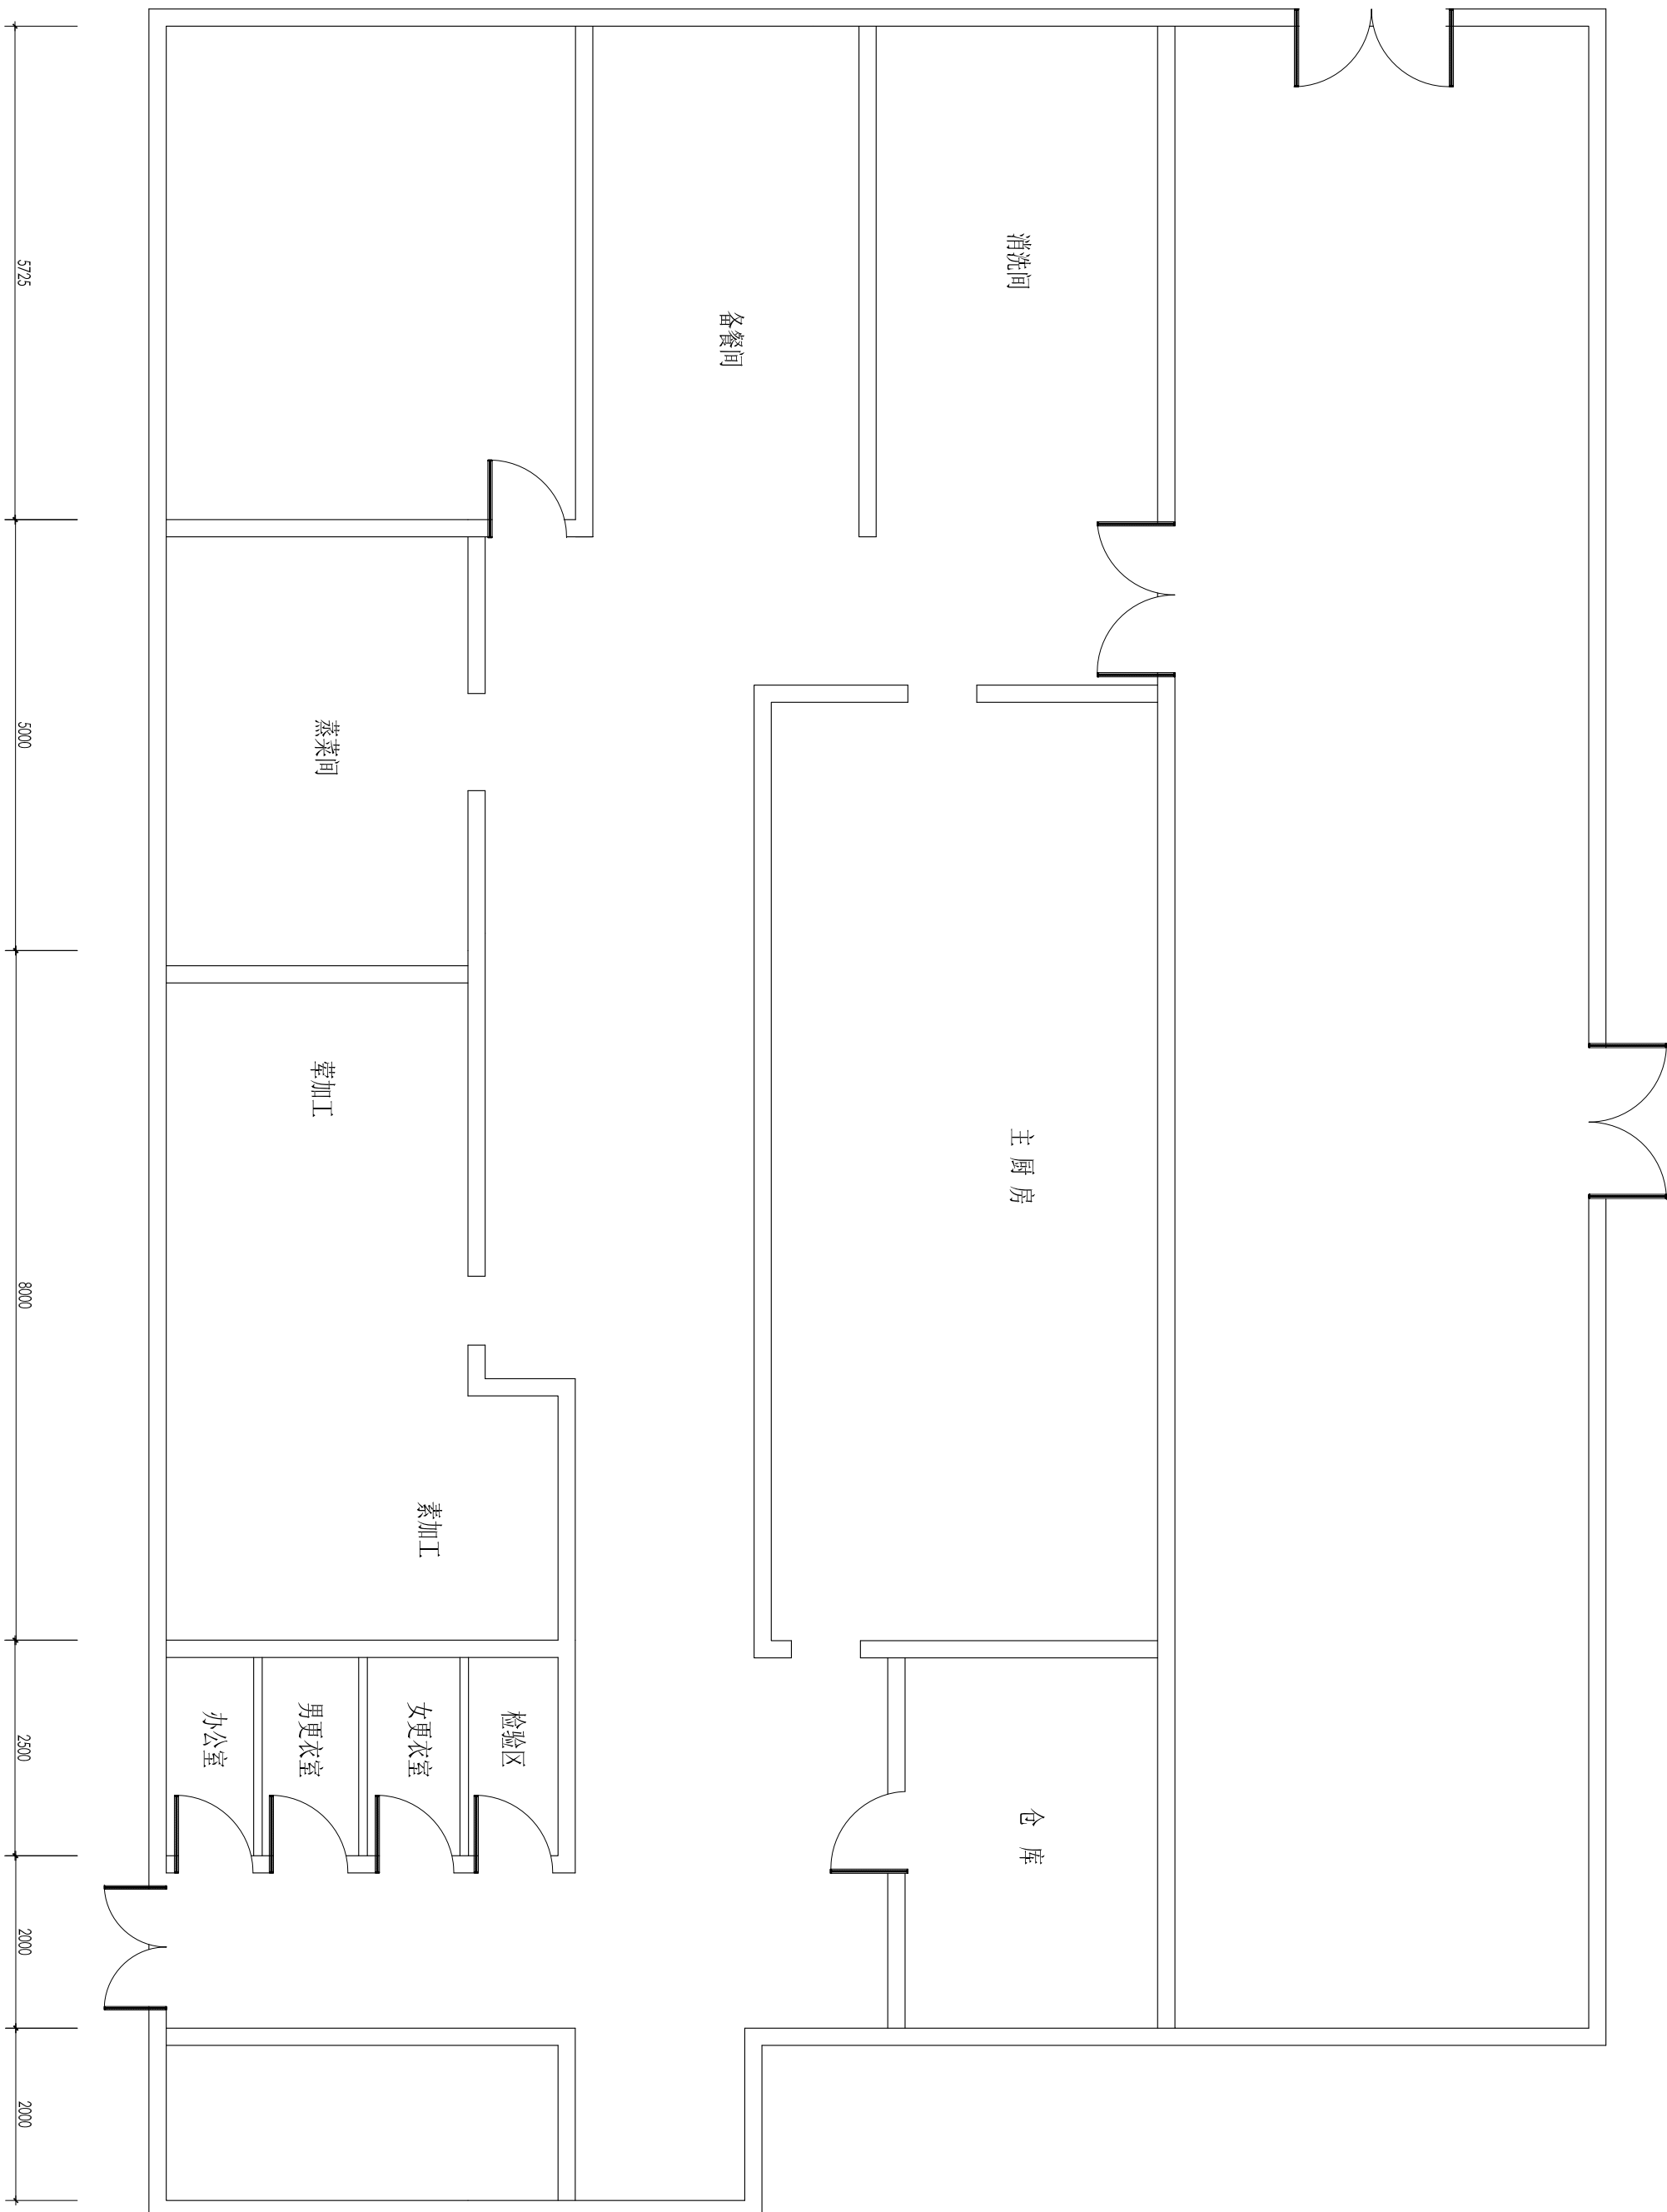 消洗间
备餐间
蒸菜间
荤加工
主 厨 房
素加工
检验区
女更衣室
男更衣室
办公室
仓 库
5725
5000
8000
2500
2000
2000